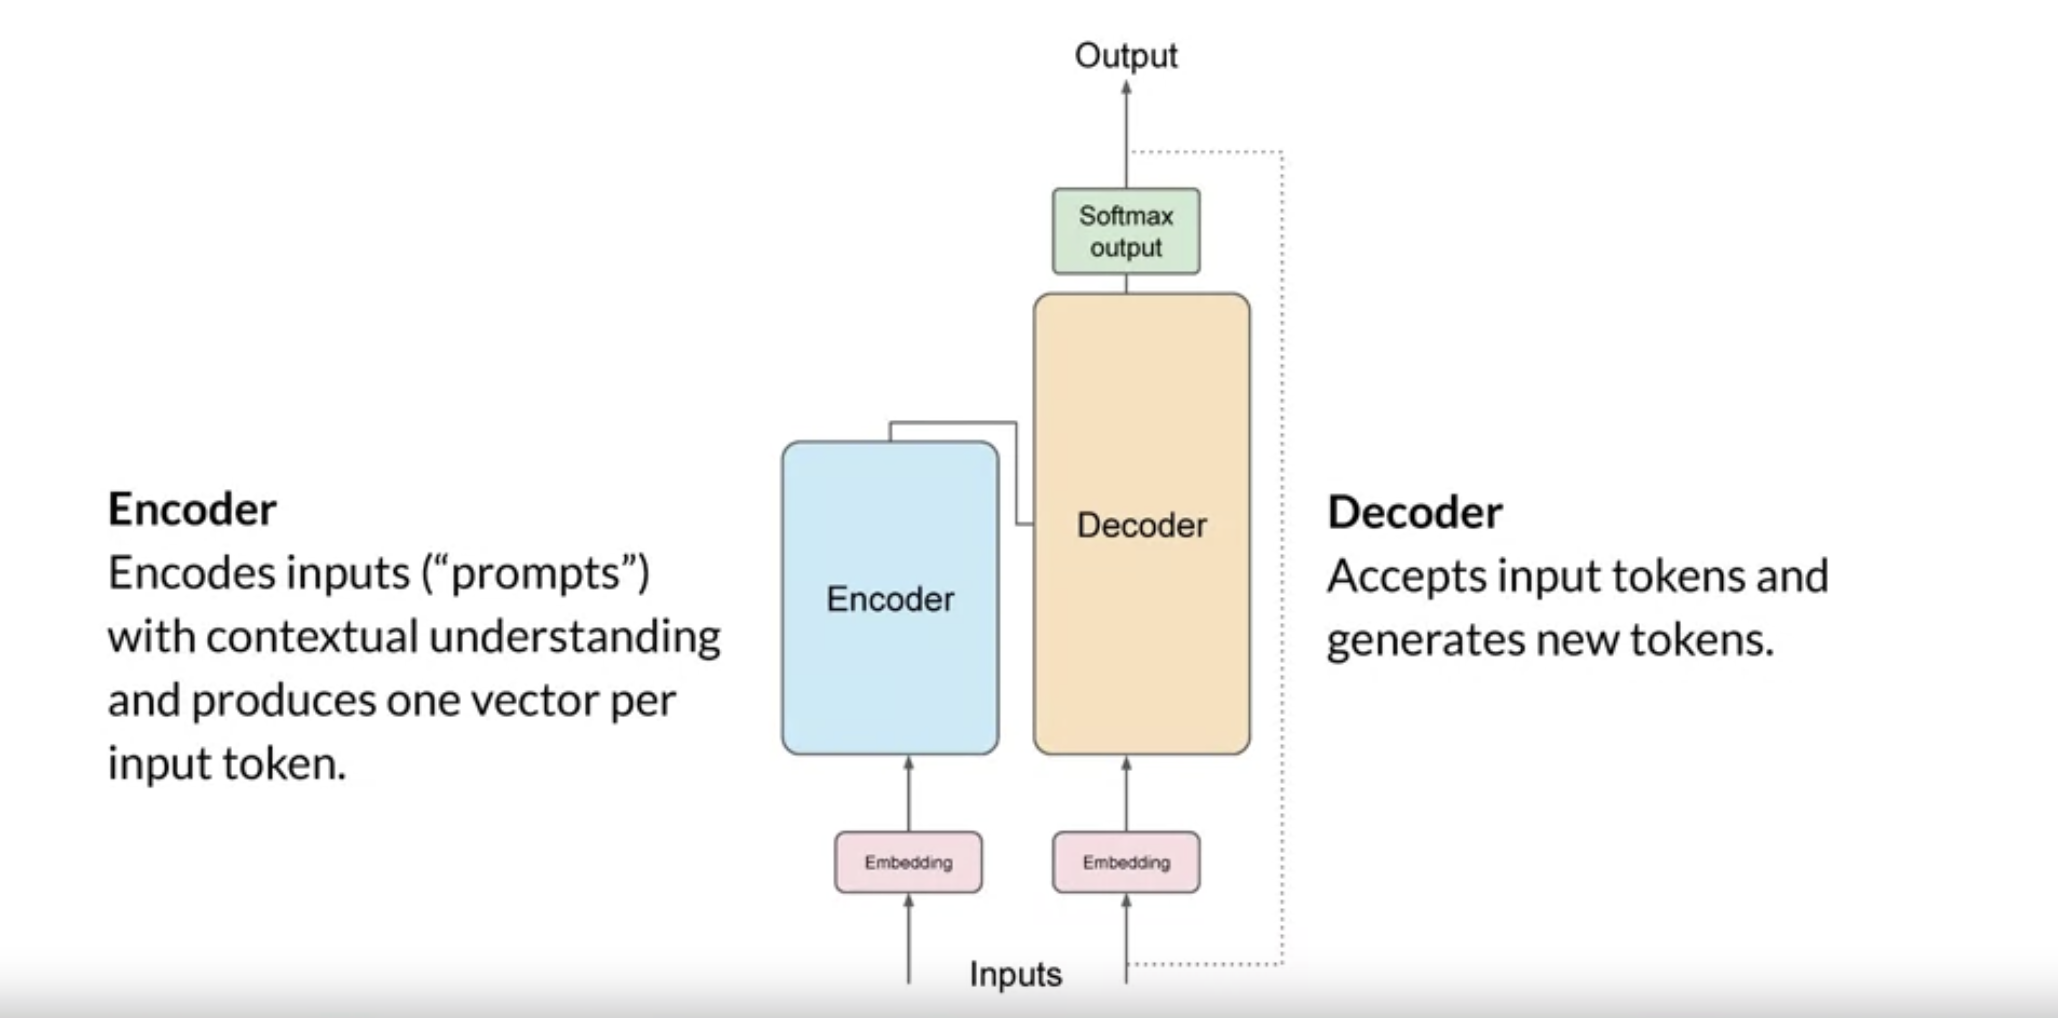 Output
Softmax
output
Encoder
Encodes inputs (“prompts”)
with contextual understanding
and produces one vector per
input token.
Encoder
Decoder
Decoder
Accepts input tokens and
generates new tokens.
Embedding
Embedding
Inputs